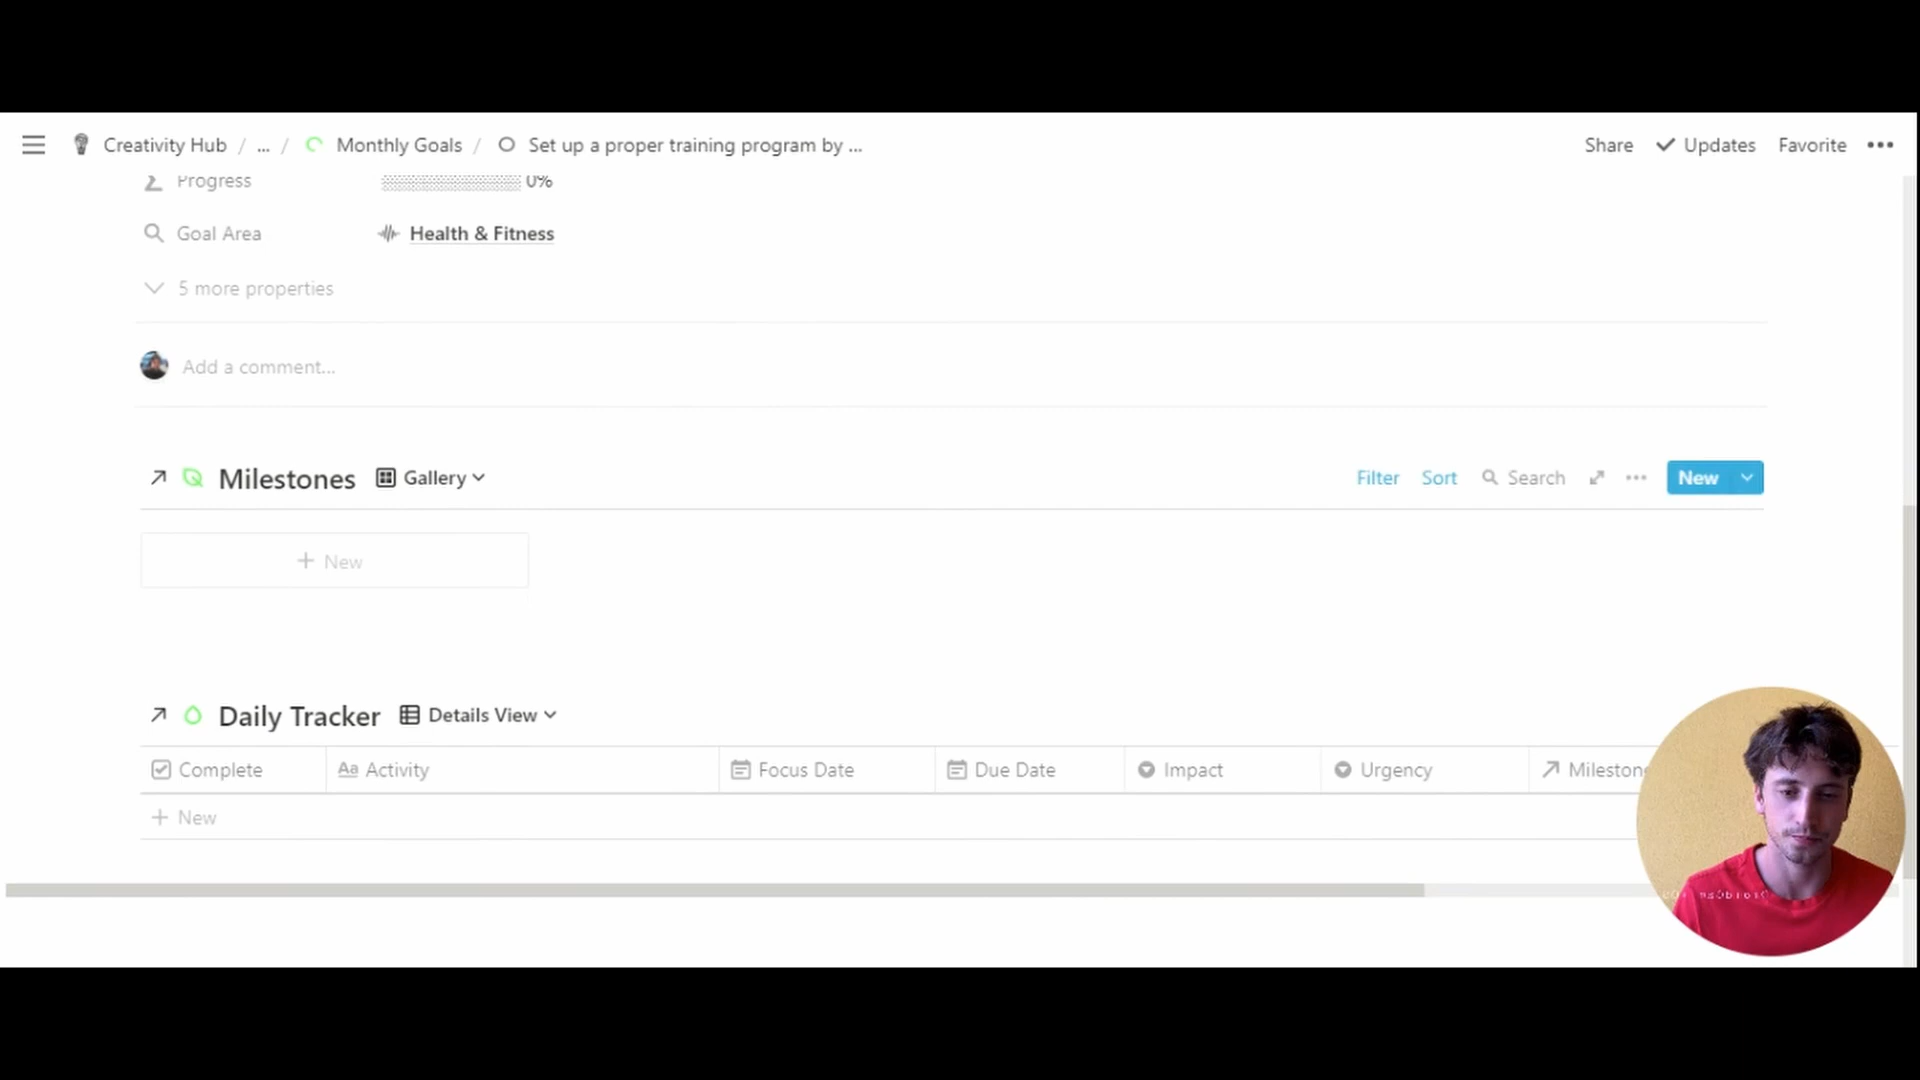 Creativity Hub / ... / Monthly Goals / Set up a proper training program by ... Share Updates Favorite
Progress 0%
Goal Area Health & Fitness
5 more properties
Add a comment...
Milestones Gallery Filter Sort Search New
+ New
Daily Tracker Details View
Complete Aa Activity Focus Date Due Date Impact Urgency
+ New